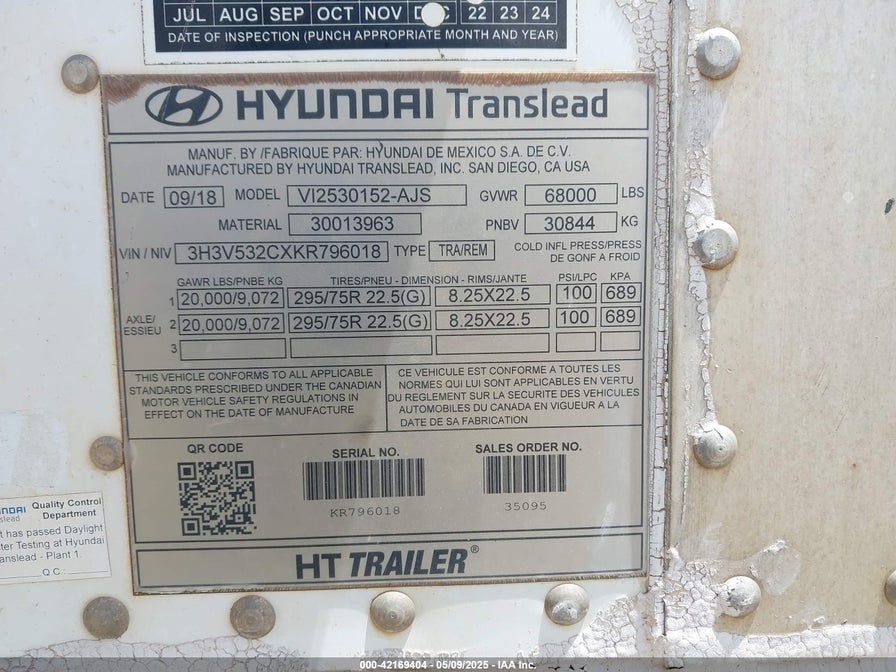 JUL AUG SEP OCT NOV 22 23 24
DATE OF INSPECTION (PUNCH APPROPRIATE MONTH AND YEAR)
HYUNDAI Translead
MANUF. BY /FABRIQUE PAR: HYUNDAI DE MEXICO S.A. DE C.V.
MANUFACTURED BY HYUNDAI TRANSLEAD, INC. SAN DIEGO, CA USA
DATE 09/18 MODEL VI2530152-AJS GVWR 68000 LBS
MATERIAL 30013963 PNBV 30844 KG
VIN / NIV 3H3V532CXKR796018 TYPE TRA/REM COLD INFL PRESS/PRESS
DE GONF A FROID
GAWR LBS/PNBE KG TIRES/PNEU - DIMENSION - RIMS/JANTE PSI/LPC KPA
1 20,000/9,072 295/75R 22.5(G) 8.25X22.5 100 689
AXLE/
ESSIEU
2 20,000/9,072 295/75R 22.5(G) 8.25X22.5 100 689
3
THIS VEHICLE CONFORMS TO ALL APPLICABLE
STANDARDS PRESCRIBED UNDER THE CANADIAN
MOTOR VEHICLE SAFETY REGULATIONS IN
EFFECT ON THE DATE OF MANUFACTURE
CE VEHICULE EST CONFORME A TOUTES LES
NORMES QUI LUI SONT APPLICABLES EN VERTU
DU REGLEMENT SUR LA SECURITE DES VEHICULES
AUTOMOBILES DU CANADA EN VIGUEUR A LA
DATE DE SA FABRICATION
QR CODE
SERIAL NO.
KR796018
SALES ORDER NO.
35095
HT TRAILER®
Quality Control
Department
has passed Daylight
Testing at Hyundai
- Plant 1.
Q.C.:
000-42169404 - 05/09/2025 - IAA Inc.